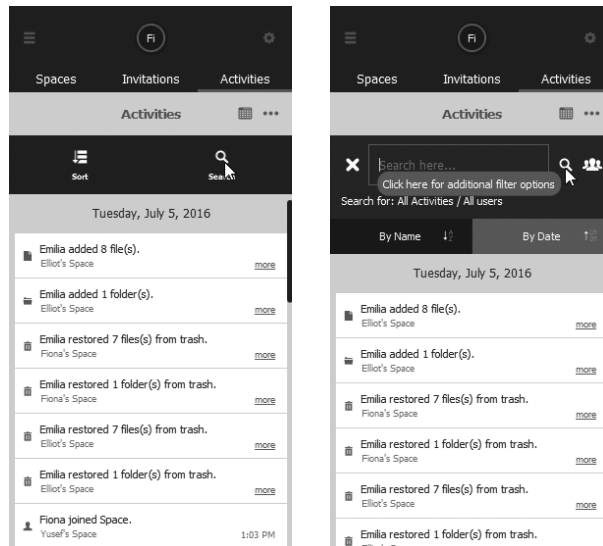 Fi
Spaces Invitations Activities
Activities
Sort Search
Tuesday, July 5, 2016
Emilia added 8 file(s).
Elliot's Space more
Emilia added 1 folder(s).
Elliot's Space more
Emilia restored 7 files(s) from trash.
Fiona's Space more
Emilia restored 1 folder(s) from trash.
Fiona's Space more
Emilia restored 7 files(s) from trash.
Elliot's Space more
Emilia restored 1 folder(s) from trash.
Elliot's Space more
Fiona joined Space.
Yusef's Space 1:03 PM
Fi
Spaces Invitations Activities
Activities
Search here...
Click here for additional filter options
Search for: All Activities / All users
By Name By Date
Tuesday, July 5, 2016
Emilia added 8 file(s).
Elliot's Space more
Emilia added 1 folder(s).
Elliot's Space more
Emilia restored 7 files(s) from trash.
Fiona's Space more
Emilia restored 1 folder(s) from trash.
Fiona's Space more
Emilia restored 7 files(s) from trash.
Elliot's Space more
Emilia restored 1 folder(s) from trash.